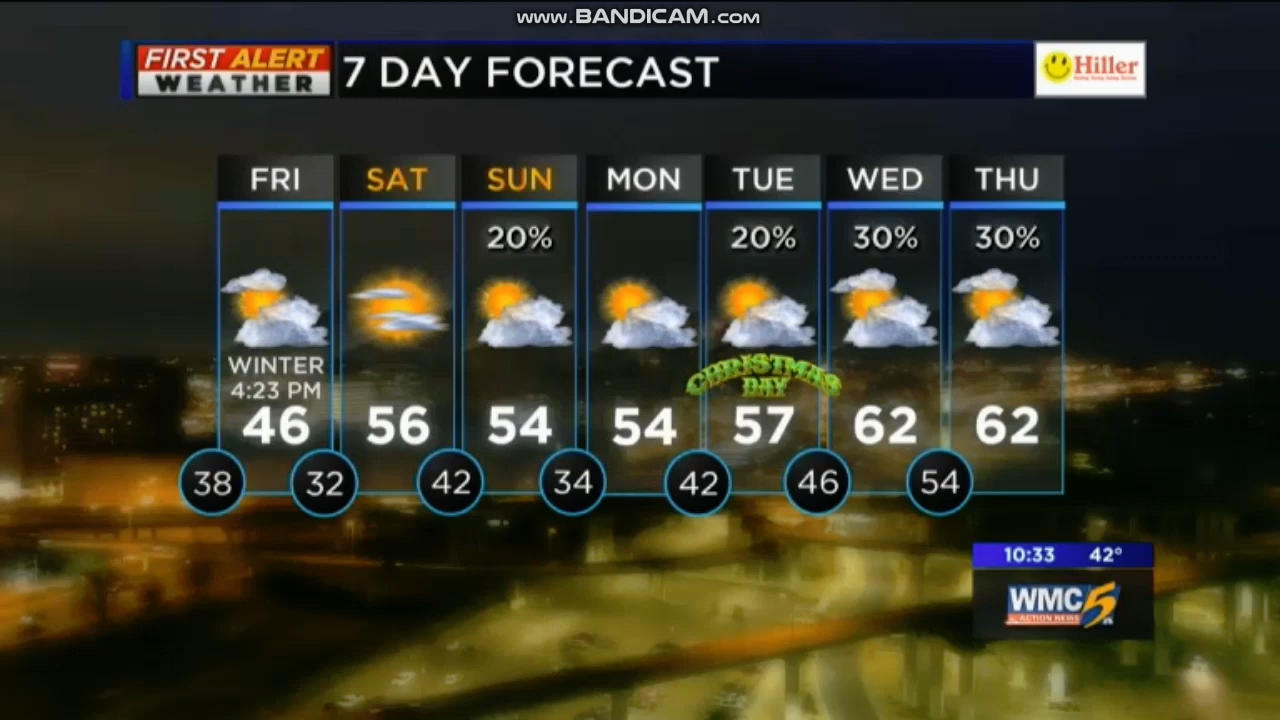 www.BANDICAM.com
FIRST ALERT
WEATHER
7 DAY FORECAST
Hiller
FRI SAT SUN MON TUE WED THU
20% 20% 30% 30%
WINTER
4:23 PM
CHRISTMAS
DAY
46 56 54 54 57 62 62
38 32 42 34 42 46 54
10:33 42°
WMC5
ACTION NEWS